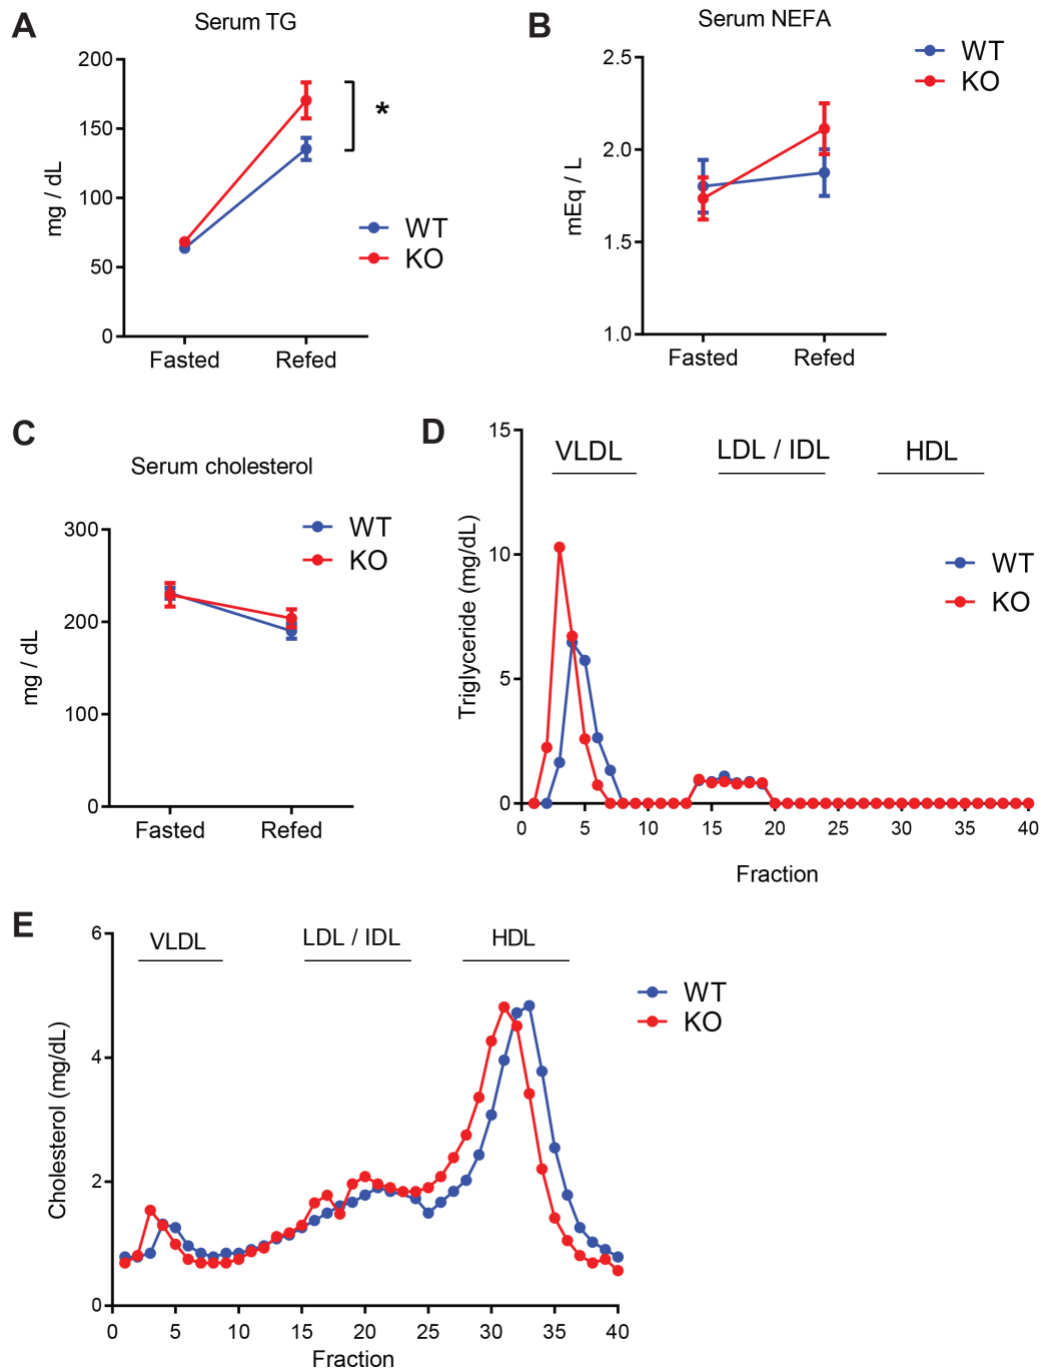 A
Serum TG
200
150
100
50
0
mg / dL
*
WT
KO
Fasted
Refed
B
Serum NEFA
2.5
2.0
1.5
1.0
mEq / L
WT
KO
Fasted
Refed
C
Serum cholesterol
300
200
100
0
mg / dL
WT
KO
Fasted
Refed
D
VLDL
LDL / IDL
HDL
15
10
5
0
Triglyceride (mg/dL)
WT
KO
0 5 10 15 20 25 30 35 40
Fraction
E
VLDL
LDL / IDL
HDL
6
4
2
0
Cholesterol (mg/dL)
WT
KO
0 5 10 15 20 25 30 35 40
Fraction